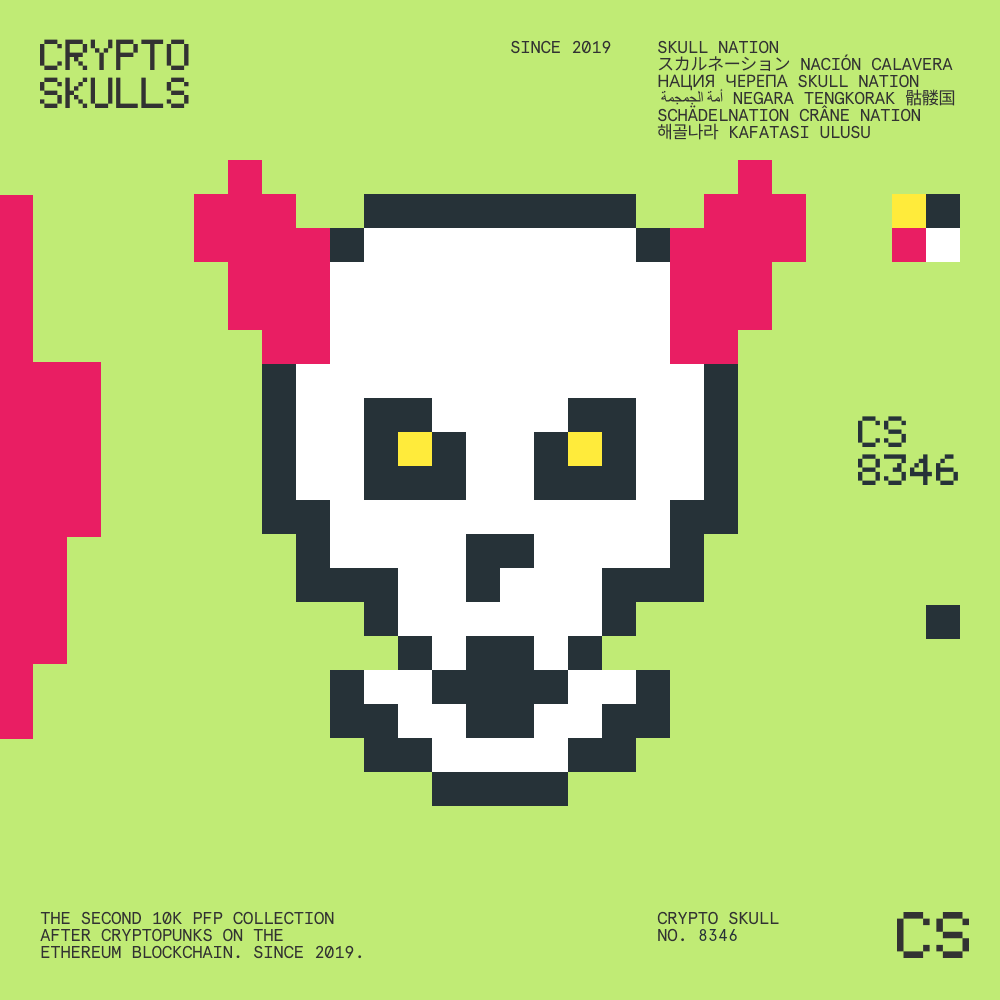 CRYPTO
SKULLS
SINCE 2019
SKULL NATION
スカルネーション NACIÓN CALAVERA
НАЦИЯ ЧЕРЕПА SKULL NATION
أمة الجمجمة NEGARA TENGKORAK 骷髅国
SCHÄDELNATION CRÂNE NATION
해골나라 KAFATASI ULUSU
CS
8346
THE SECOND 10K PFP COLLECTION
AFTER CRYPTOPUNKS ON THE
ETHEREUM BLOCKCHAIN. SINCE 2019.
CRYPTO SKULL
NO. 8346
CS